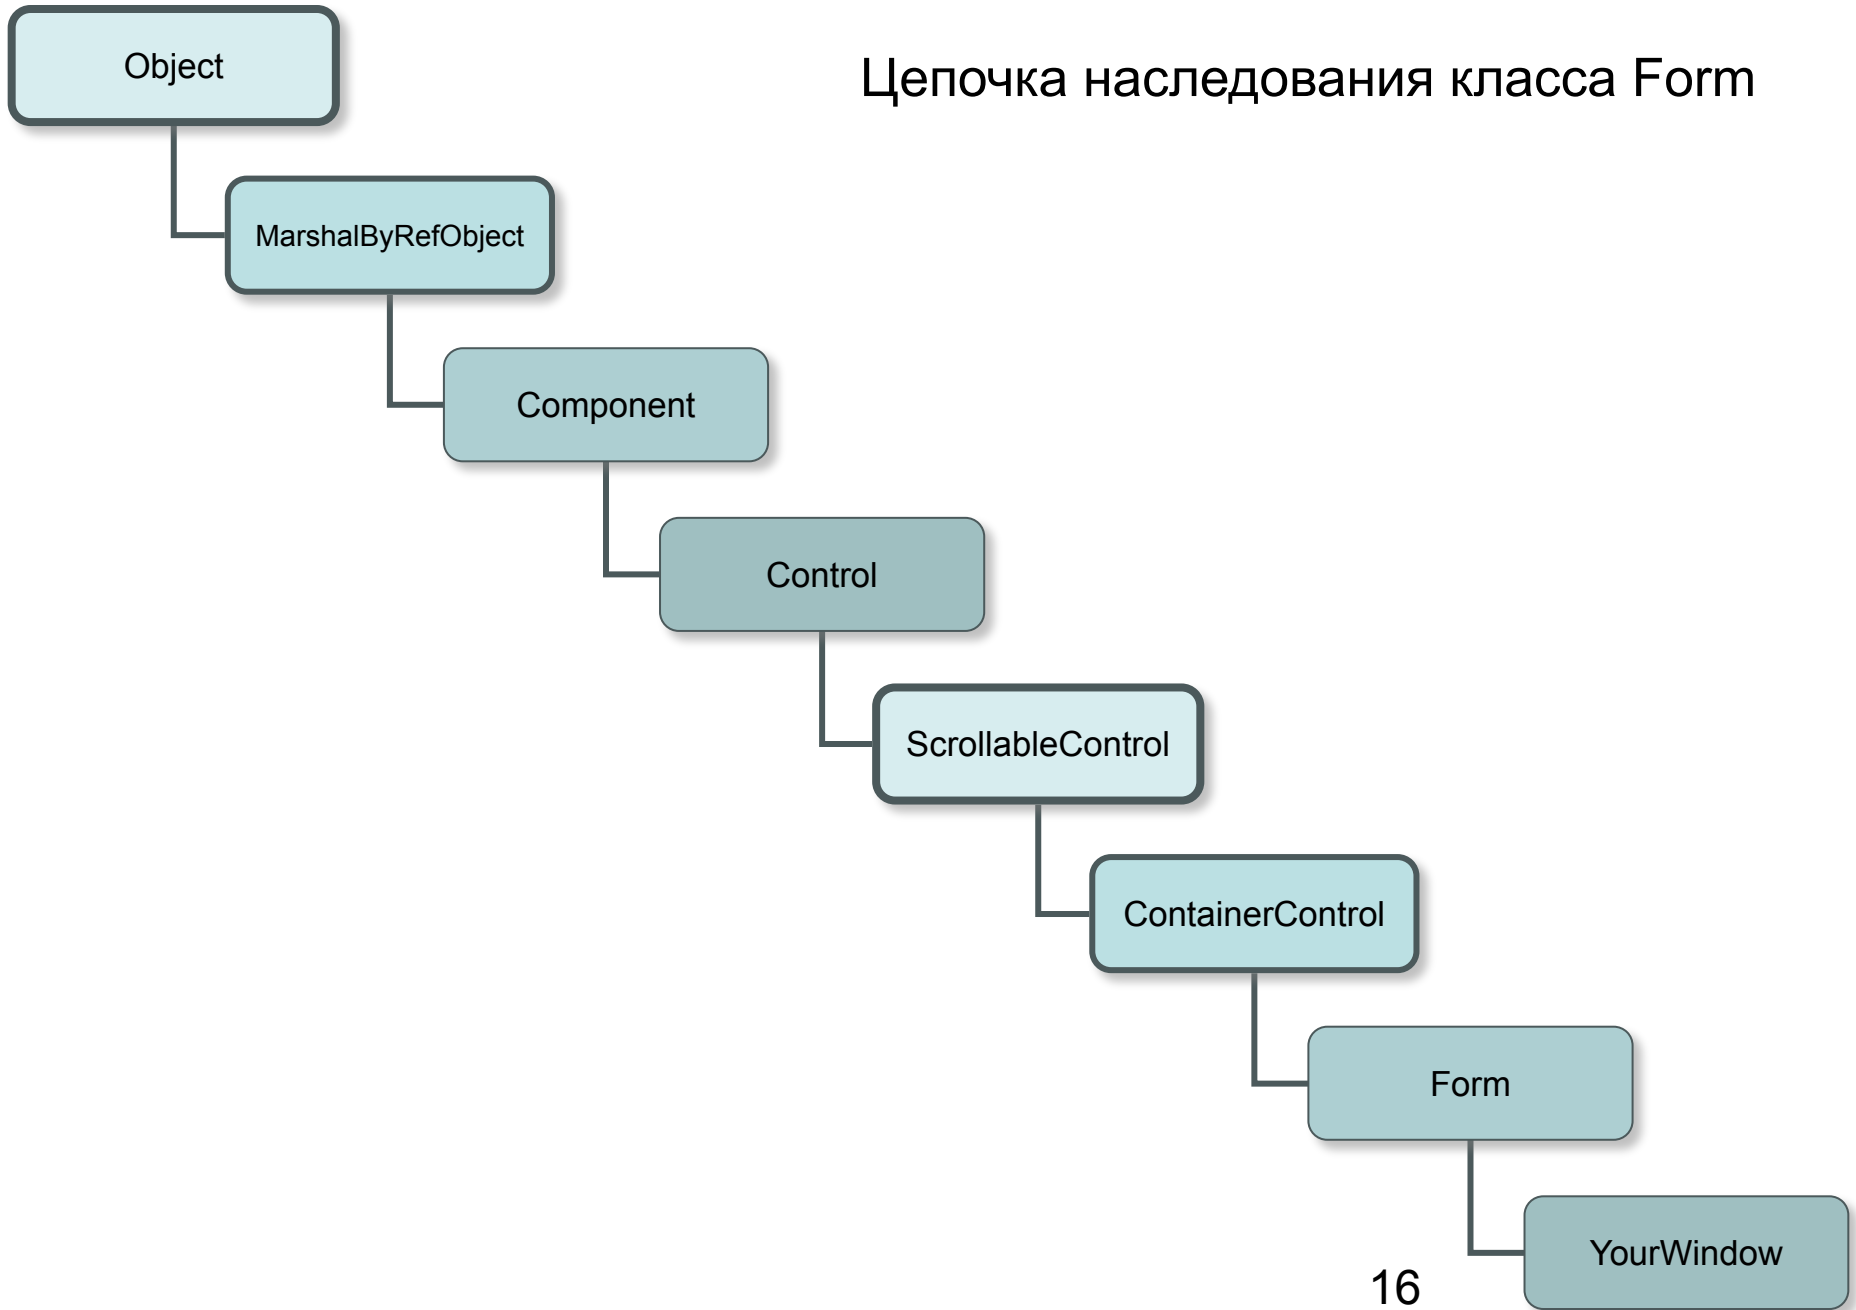 Object
Цепочка наследования класса Form
MarshalByRefObject
Component
Control
ScrollableControl
ContainerControl
Form
YourWindow
16